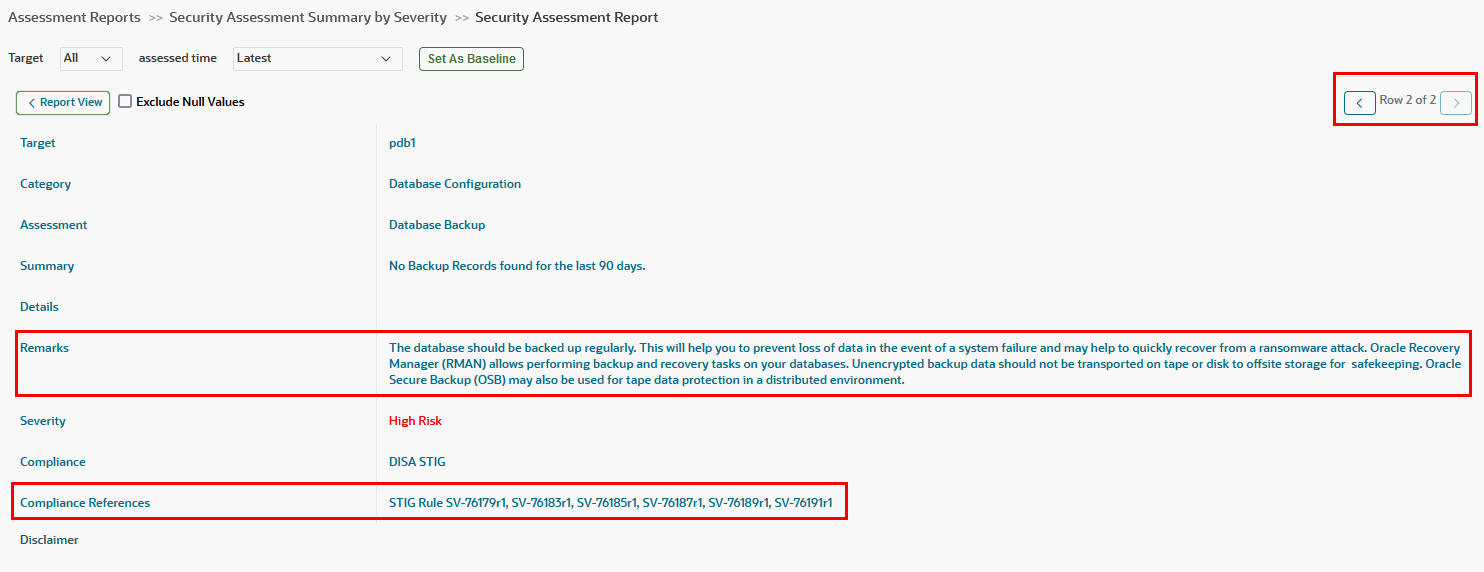 Assessment Reports >> Security Assessment Summary by Severity >> Security Assessment Report
Target All assessed time Latest Set As Baseline
< Report View Exclude Null Values < Row 2 of 2 >
Target pdb1
Category Database Configuration
Assessment Database Backup
Summary No Backup Records found for the last 90 days.
Details
Remarks The database should be backed up regularly. This will help you to prevent loss of data in the event of a system failure and may help to quickly recover from a ransomware attack. Oracle Recovery
Manager (RMAN) allows performing backup and recovery tasks on your databases. Unencrypted backup data should not be transported on tape or disk to offsite storage for  safekeeping. Oracle
Secure Backup (OSB) may also be used for tape data protection in a distributed environment.
Severity High Risk
Compliance DISA STIG
Compliance References STIG Rule SV-76179r1, SV-76183r1, SV-76185r1, SV-76187r1, SV-76189r1, SV-76191r1
Disclaimer